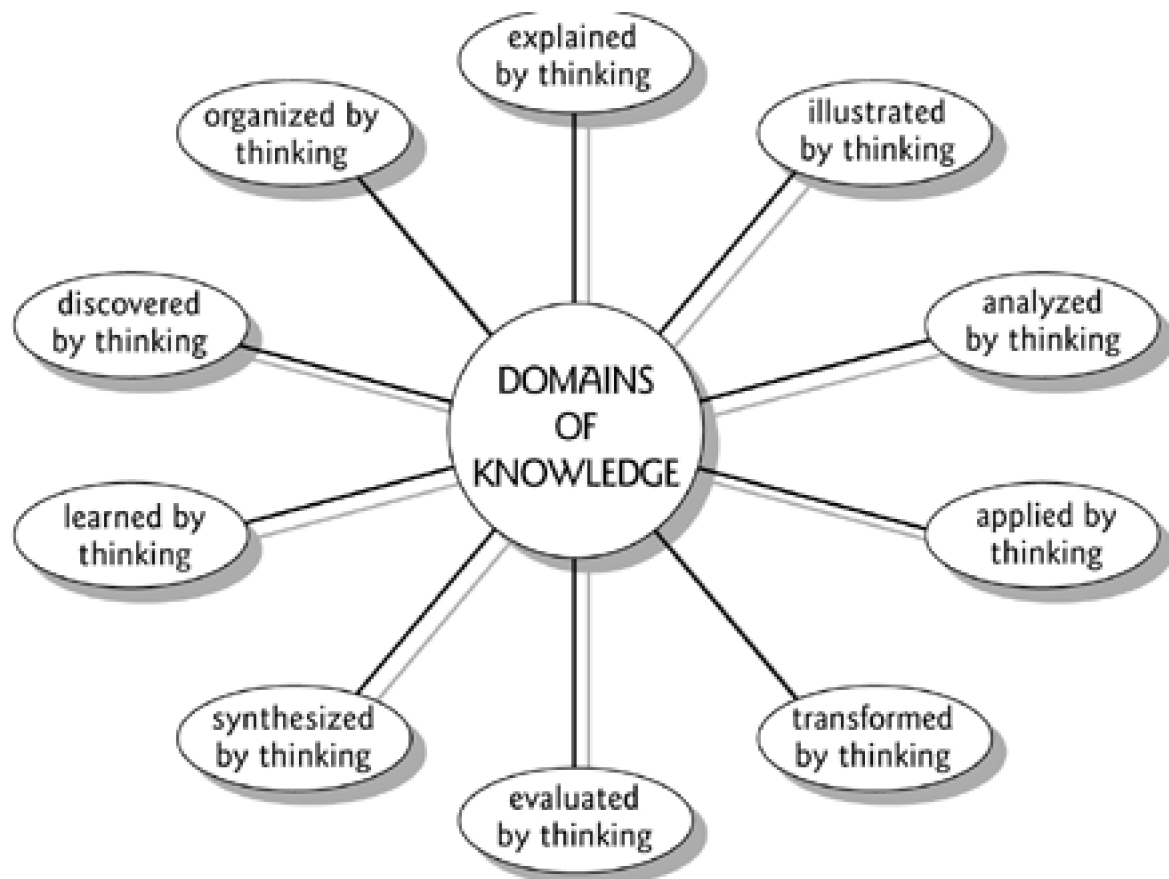 explained
by thinking
illustrated
by thinking
analyzed
by thinking
applied by
thinking
transformed
by thinking
evaluated
by thinking
synthesized
by thinking
learned by
thinking
discovered
by thinking
organized by
thinking
DOMAINS
OF
KNOWLEDGE